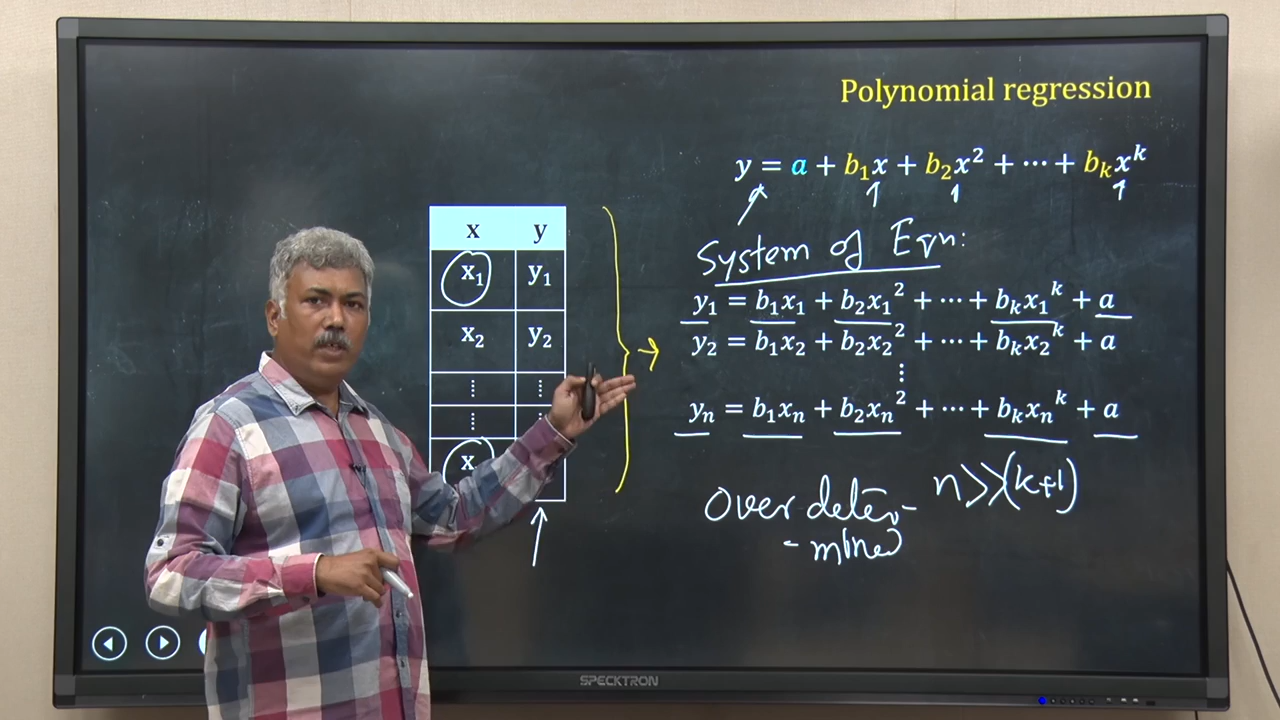 Polynomial regression
y = a + b₁x + b₂x² + ⋯ + bₖxᵏ
System of Eqn:
x y
x₁ y₁
x₂ y₂
⋮ ⋮
⋮ ⋮
x
y₁ = b₁x₁ + b₂x₁² + ⋯ + bₖx₁ᵏ + a
y₂ = b₁x₂ + b₂x₂² + ⋯ + bₖx₂ᵏ + a
⋮
yₙ = b₁xₙ + b₂xₙ² + ⋯ + bₖxₙᵏ + a
Over deter- n>>(k+1)
- mined
SPECKTRON